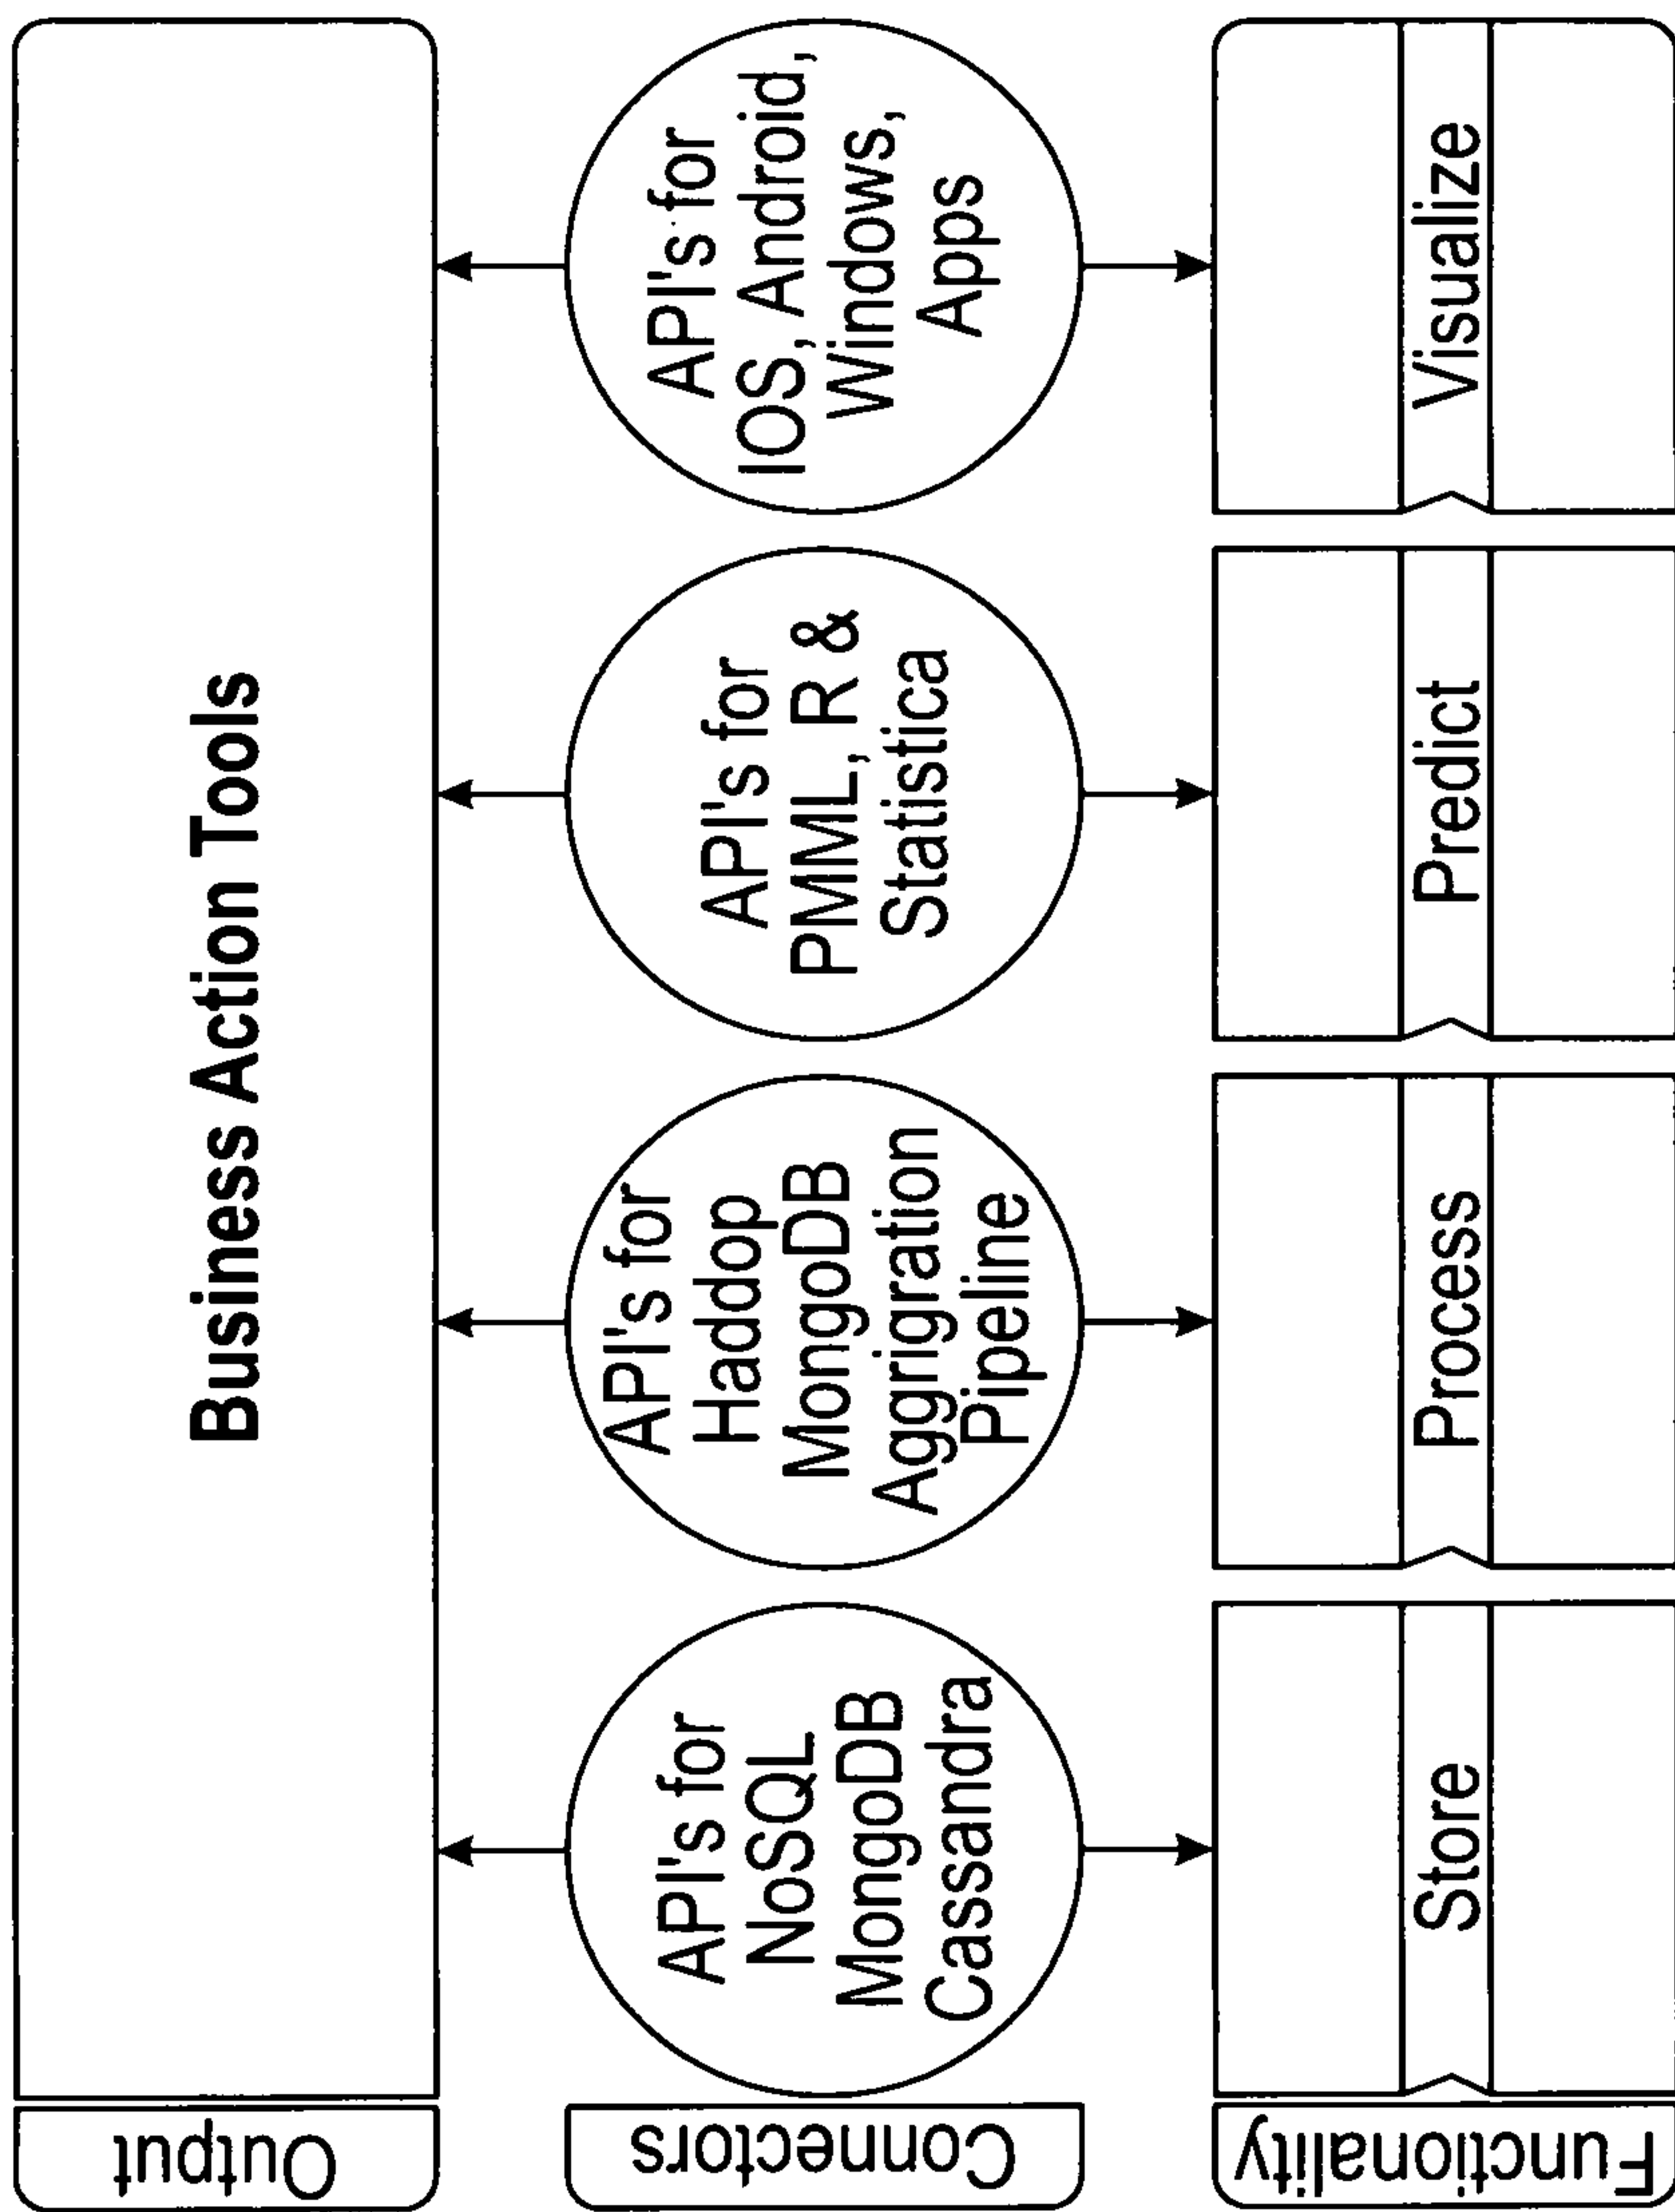 Output
Business Action Tools
Connectors
API's for
NoSQL
MongoDB
Cassandra
API's for
Haddop
MongoDB
Aggrigration
Pipeline
API's for
PMML, R &
Statistica
API's for
IOS, Android,
Windows,
Apps
Functionality
Store
Process
Predict
Visualize